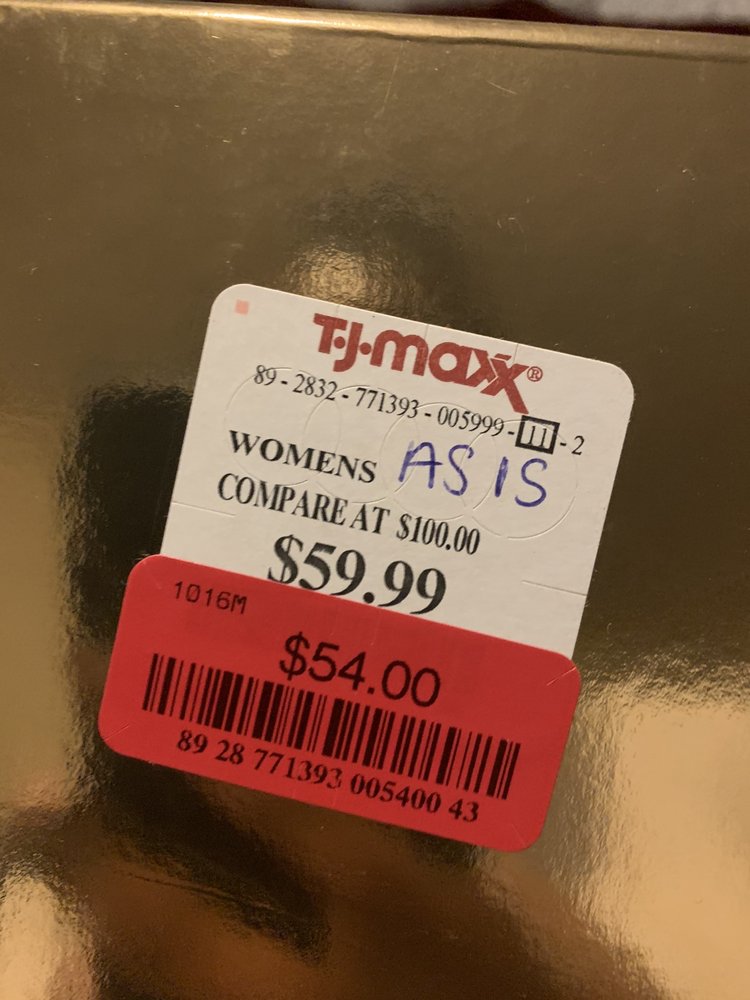 T·J·maxx®
89 - 2832 - 771393 - 005999 - 11 - 2
WOMENS AS IS
COMPARE AT $100.00
$59.99
1016M
$54.00
89 28 771393 005400 43